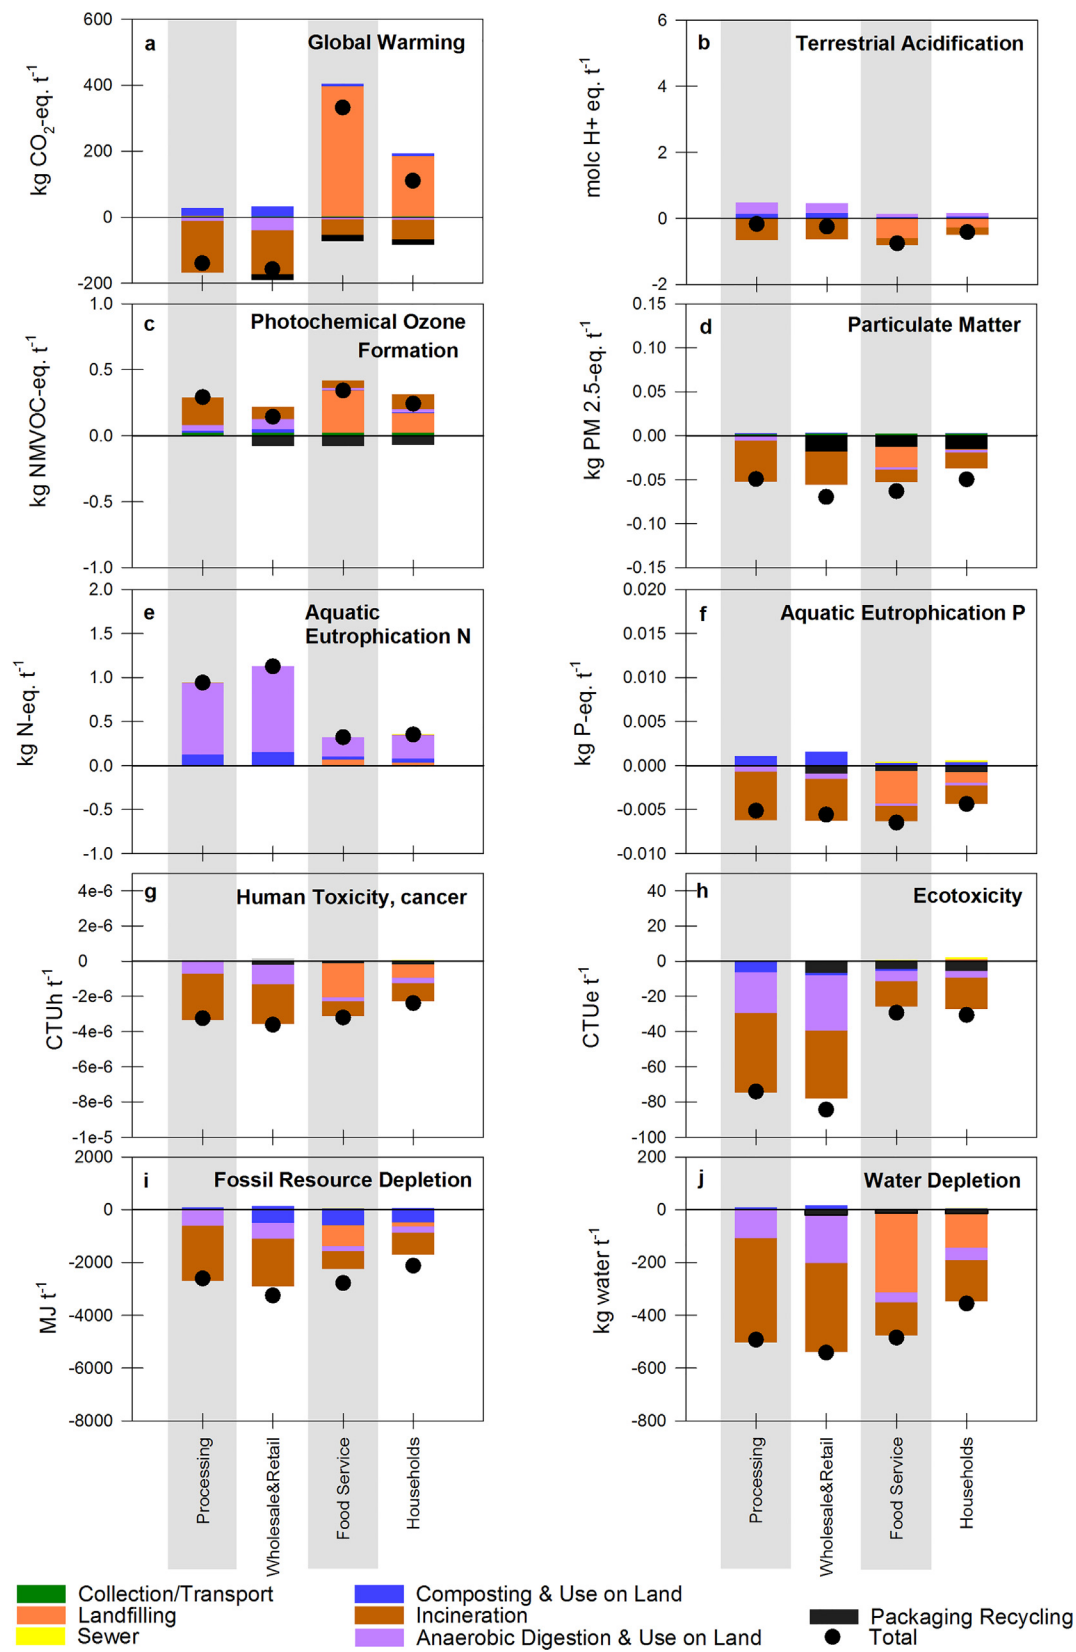 a
Global Warming
kg CO2-eq. t-1
600
400
200
0
-200
b
Terrestrial Acidification
molc H+ eq. t-1
6
4
2
0
-2
c
Photochemical Ozone
Formation
kg NMVOC-eq. t-1
1.0
0.5
0.0
-0.5
-1.0
d
Particulate Matter
kg PM 2.5-eq. t-1
0.15
0.10
0.05
0.00
-0.05
-0.10
-0.15
e
Aquatic
Eutrophication N
kg N-eq. t-1
2.0
1.5
1.0
0.5
0.0
-0.5
-1.0
f
Aquatic Eutrophication P
kg P-eq. t-1
0.020
0.015
0.010
0.005
0.000
-0.005
-0.010
g
Human Toxicity, cancer
CTUh t-1
4e-6
2e-6
0
-2e-6
-4e-6
-6e-6
-8e-6
-1e-5
h
Ecotoxicity
CTUe t-1
40
20
0
-20
-40
-60
-80
-100
i
Fossil Resource Depletion
MJ t-1
2000
0
-2000
-4000
-6000
-8000
j
Water Depletion
kg water t-1
200
0
-200
-400
-600
-800
Processing
Wholesale&Retail
Food Service
Households
Processing
Wholesale&Retail
Food Service
Households
Collection/Transport
Landfilling
Sewer
Composting & Use on Land
Incineration
Anaerobic Digestion & Use on Land
Packaging Recycling
Total